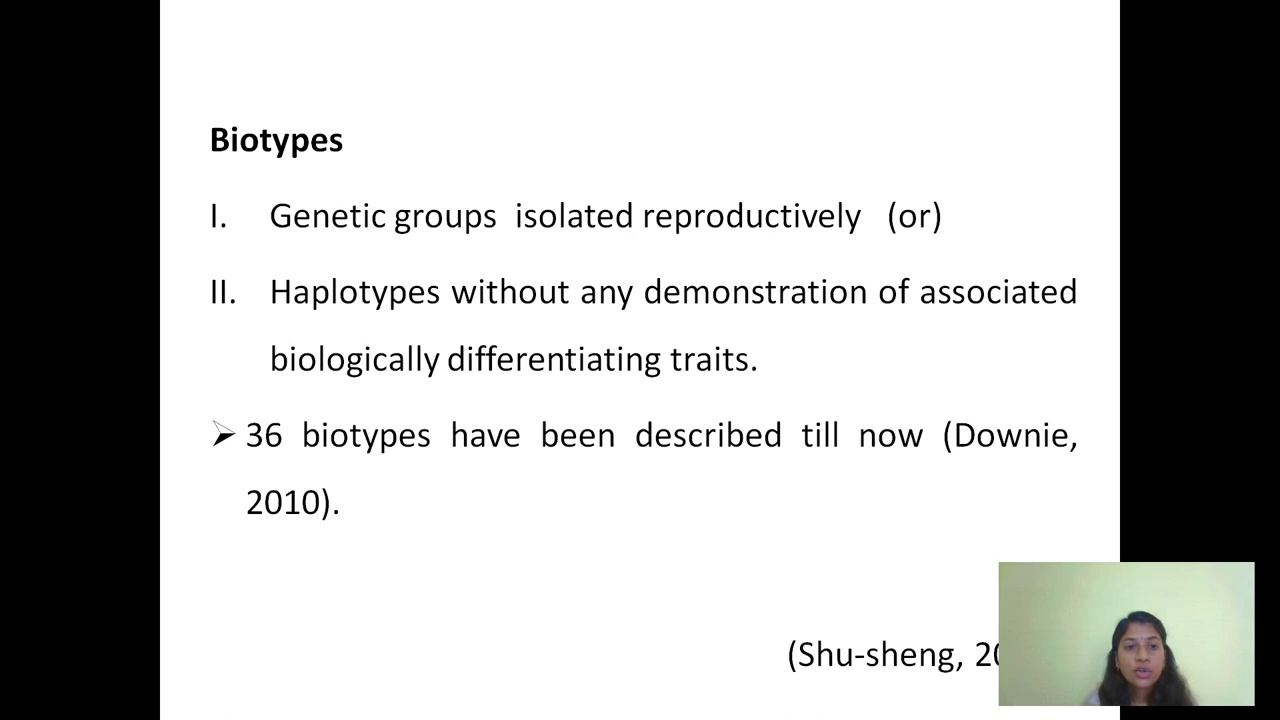 Biotypes
I. Genetic groups isolated reproductively (or)
II. Haplotypes without any demonstration of associated
biologically differentiating traits.
➢ 36 biotypes have been described till now (Downie,
2010).
(Shu-sheng,